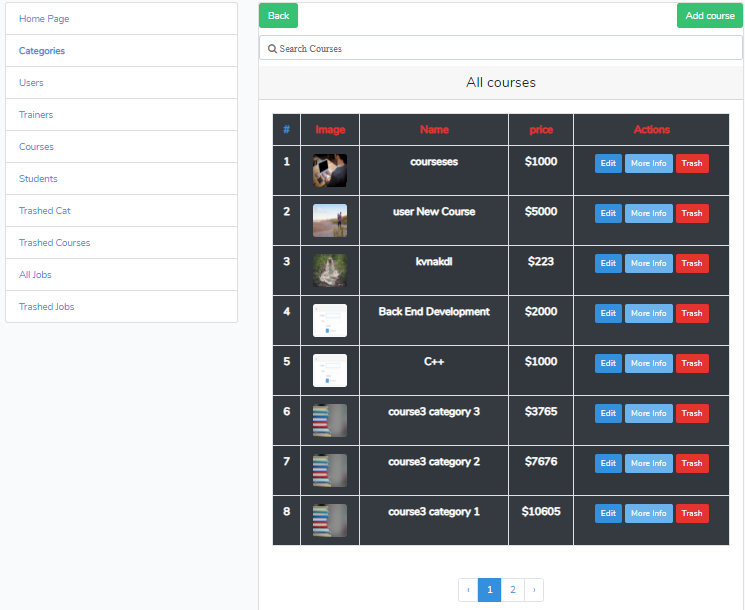 Home Page
Categories
Users
Trainers
Courses
Students
Trashed Cat
Trashed Courses
All Jobs
Trashed Jobs
Back Add course
Search Courses
All courses
# Image Name price Actions
1 courseses $1000 Edit More Info Trash
2 user New Course $5000 Edit More Info Trash
3 kvnakdl $223 Edit More Info Trash
4 Back End Development $2000 Edit More Info Trash
5 C++ $1000 Edit More Info Trash
6 course3 category 3 $3765 Edit More Info Trash
7 course3 category 2 $7676 Edit More Info Trash
8 course3 category 1 $10605 Edit More Info Trash
‹ 1 2 ›